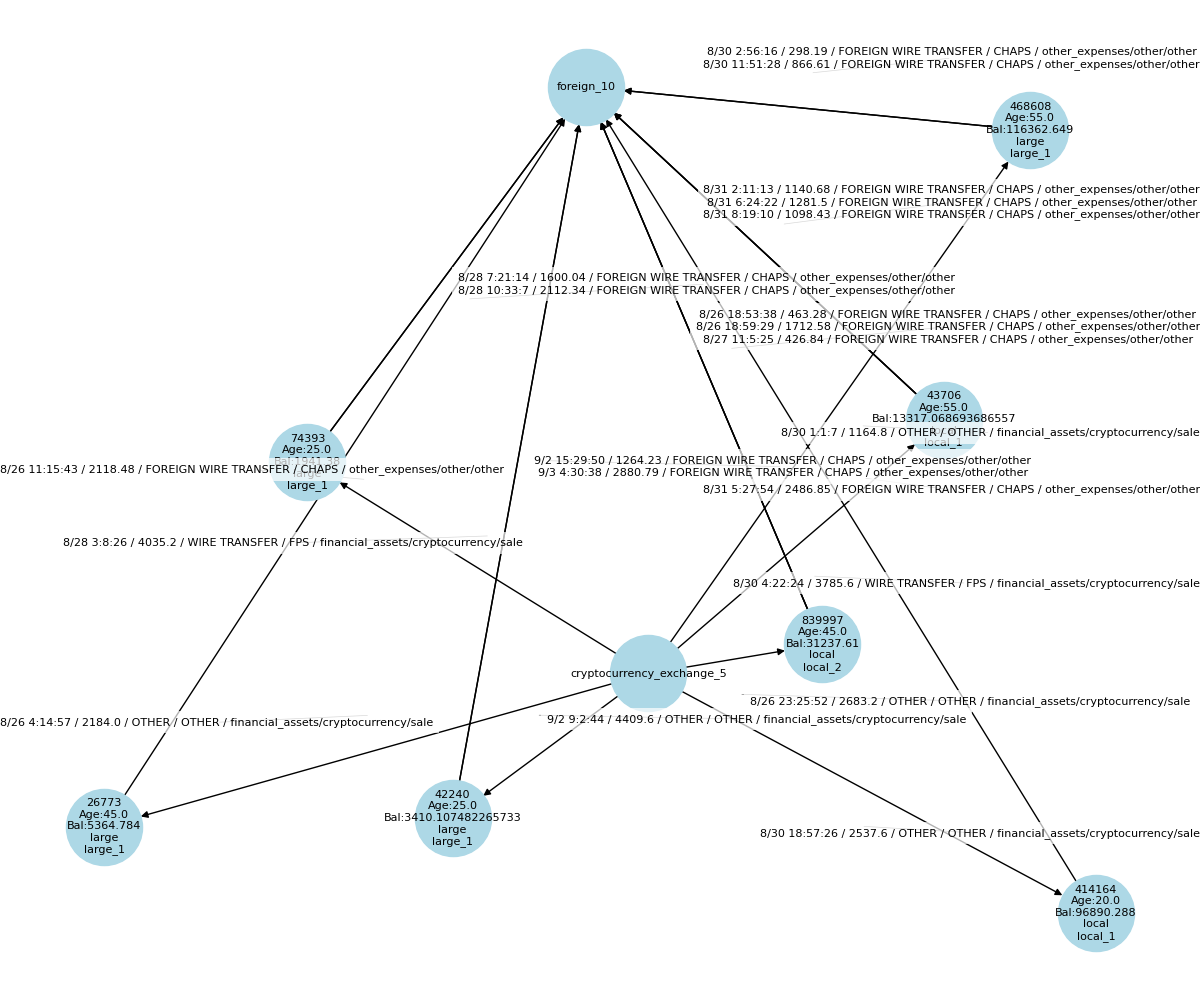 8/30 2:56:16 / 298.19 / FOREIGN WIRE TRANSFER / CHAPS / other_expenses/other/other
8/30 11:51:28 / 866.61 / FOREIGN WIRE TRANSFER / CHAPS / other_expenses/other/other
foreign_10
468608
Age:55.0
Bal:116362.649
large
large_1
8/31 2:11:13 / 1140.68 / FOREIGN WIRE TRANSFER / CHAPS / other_expenses/other/other
8/31 6:24:22 / 1281.5 / FOREIGN WIRE TRANSFER / CHAPS / other_expenses/other/other
8/31 8:19:10 / 1098.43 / FOREIGN WIRE TRANSFER / CHAPS / other_expenses/other/other
8/28 7:21:14 / 1600.04 / FOREIGN WIRE TRANSFER / CHAPS / other_expenses/other/other
8/28 10:33:7 / 2112.34 / FOREIGN WIRE TRANSFER / CHAPS / other_expenses/other/other
8/26 18:53:38 / 463.28 / FOREIGN WIRE TRANSFER / CHAPS / other_expenses/other/other
8/26 18:59:29 / 1712.58 / FOREIGN WIRE TRANSFER / CHAPS / other_expenses/other/other
8/27 11:5:25 / 426.84 / FOREIGN WIRE TRANSFER / CHAPS / other_expenses/other/other
43706
Age:55.0
Bal:13317.068693686557
8/30 1:1:7 / 1164.8 / OTHER / OTHER / financial_assets/cryptocurrency/sale
local_1
74393
Age:25.0
Bal:1941.38
large
8/26 11:15:43 / 2118.48 / FOREIGN WIRE TRANSFER / CHAPS / other_expenses/other/other
large_1
9/2 15:29:50 / 1264.23 / FOREIGN WIRE TRANSFER / CHAPS / other_expenses/other/other
9/3 4:30:38 / 2880.79 / FOREIGN WIRE TRANSFER / CHAPS / other_expenses/other/other
8/31 5:27:54 / 2486.85 / FOREIGN WIRE TRANSFER / CHAPS / other_expenses/other/other
8/28 3:8:26 / 4035.2 / WIRE TRANSFER / FPS / financial_assets/cryptocurrency/sale
8/30 4:22:24 / 3785.6 / WIRE TRANSFER / FPS / financial_assets/cryptocurrency/sale
839997
Age:45.0
Bal:31237.61
local
local_2
cryptocurrency_exchange_5
8/26 23:25:52 / 2683.2 / OTHER / OTHER / financial_assets/cryptocurrency/sale
8/26 4:14:57 / 2184.0 / OTHER / OTHER / financial_assets/cryptocurrency/sale
9/2 9:2:44 / 4409.6 / OTHER / OTHER / financial_assets/cryptocurrency/sale
26773
Age:45.0
Bal:5364.784
large
large_1
42240
Age:25.0
Bal:3410.107482265733
large
large_1
8/30 18:57:26 / 2537.6 / OTHER / OTHER / financial_assets/cryptocurrency/sale
414164
Age:20.0
Bal:96890.288
local
local_1